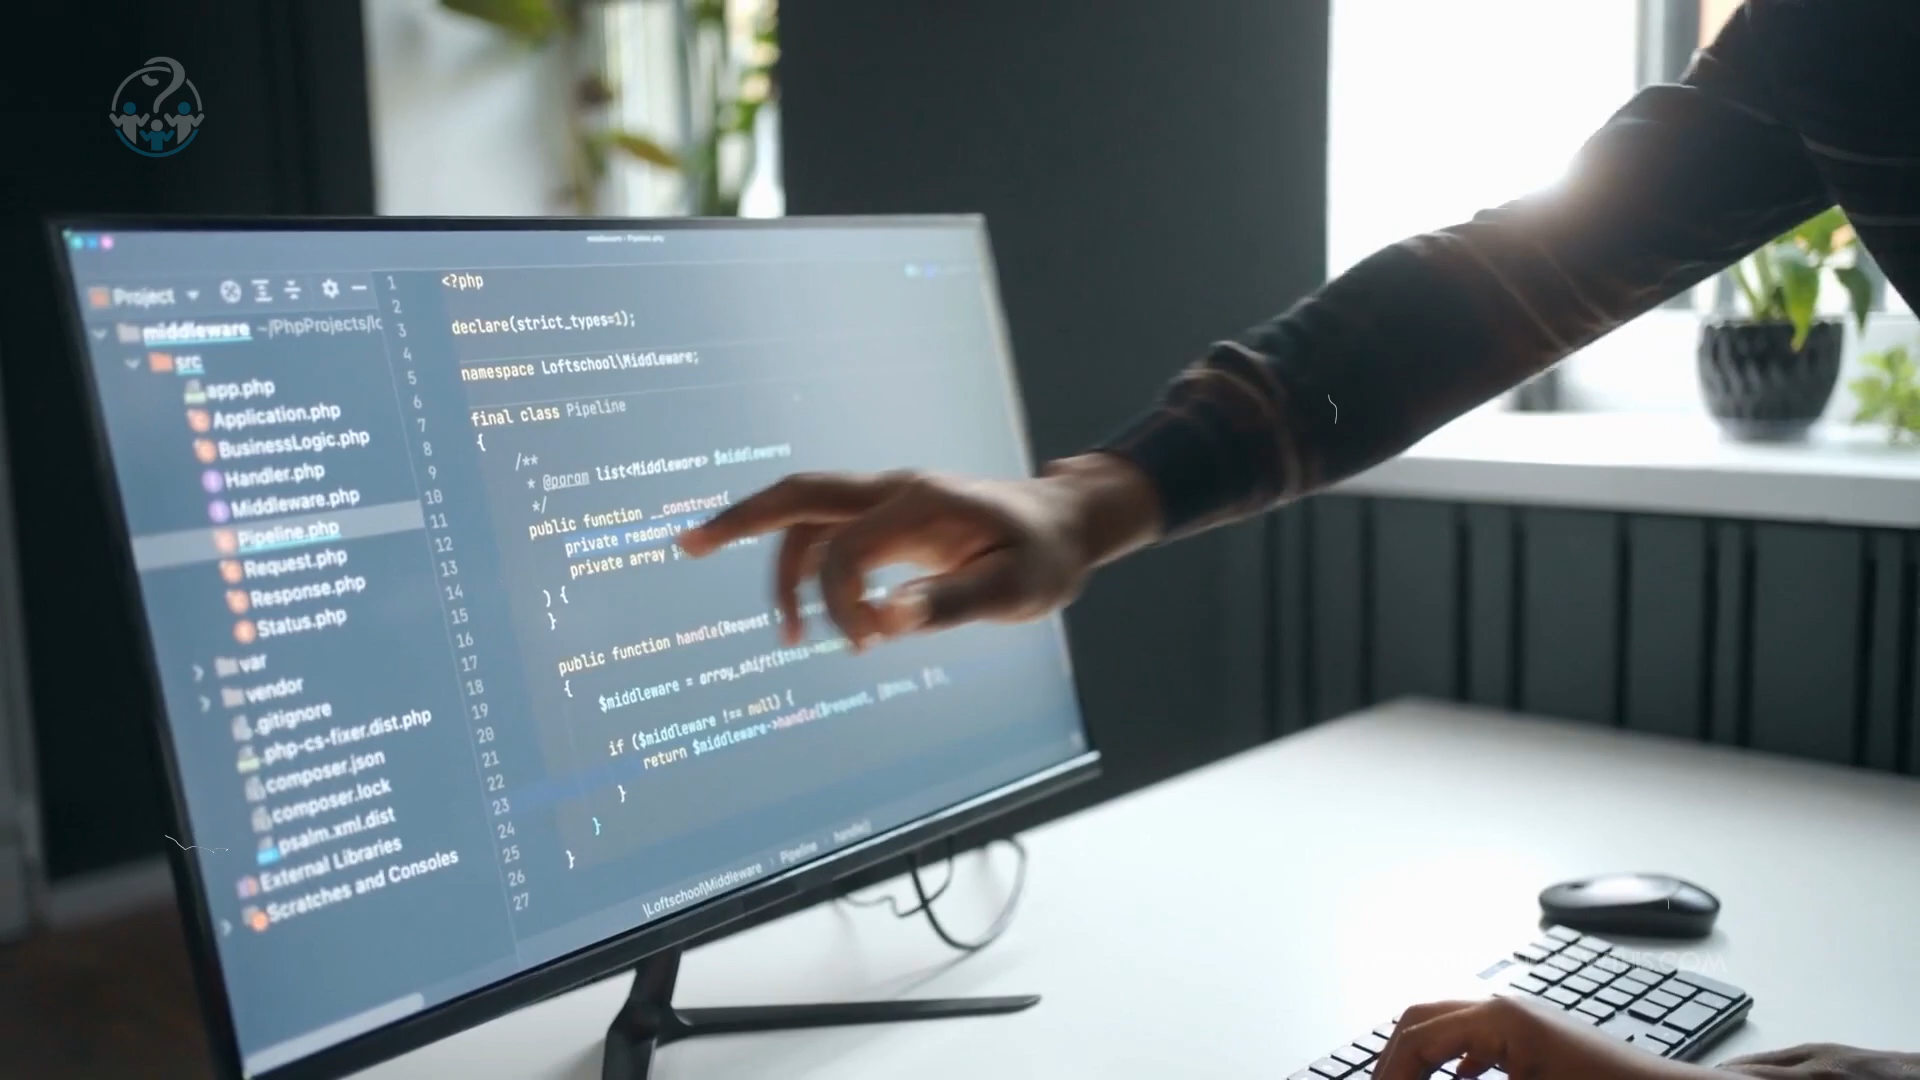 middleware – Pipeline.php
Project
middleware ~/PhpProjects/lo
src
app.php
Application.php
BusinessLogic.php
Handler.php
Middleware.php
Pipeline.php
Request.php
Response.php
Status.php
var
vendor
.gitignore
.php-cs-fixer.dist.php
composer.json
composer.lock
psalm.xml.dist
External Libraries
Scratches and Consoles
1 <?php
2
3 declare(strict_types=1);
4
5 namespace Loftschool\Middleware;
6
7 final class Pipeline
8 {
9 /**
10 * @param list<Middleware> $middlewares
11 */
12 public function __construct(
13 private readonly
14 private array
15 ) {
16 }
17
18 public function handle(Request
19 {
20 $middleware = array_shift($this->
21
22 if ($middleware !== null) {
23 return $middleware->handle($request,
24 }
25
26 }
27 }
\Loftschool\Middleware › Pipeline › handle()